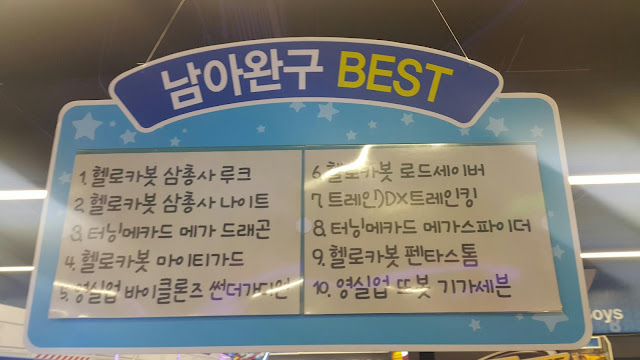 남아완구 BEST
1. 헬로카봇 삼총사 루크
2. 헬로카봇 삼총사 나이트
3. 터닝메카드 메가 드래곤
4. 헬로카봇 마이티가드
5. 영실업 바이클론즈 썬더가디언
6. 헬로카봇 로드세이버
7. 트레인)DX트레인킹
8. 터닝메카드 메가스파이더
9. 헬로카봇 펜타스톰
10. 영실업 또봇 기가세븐
oys